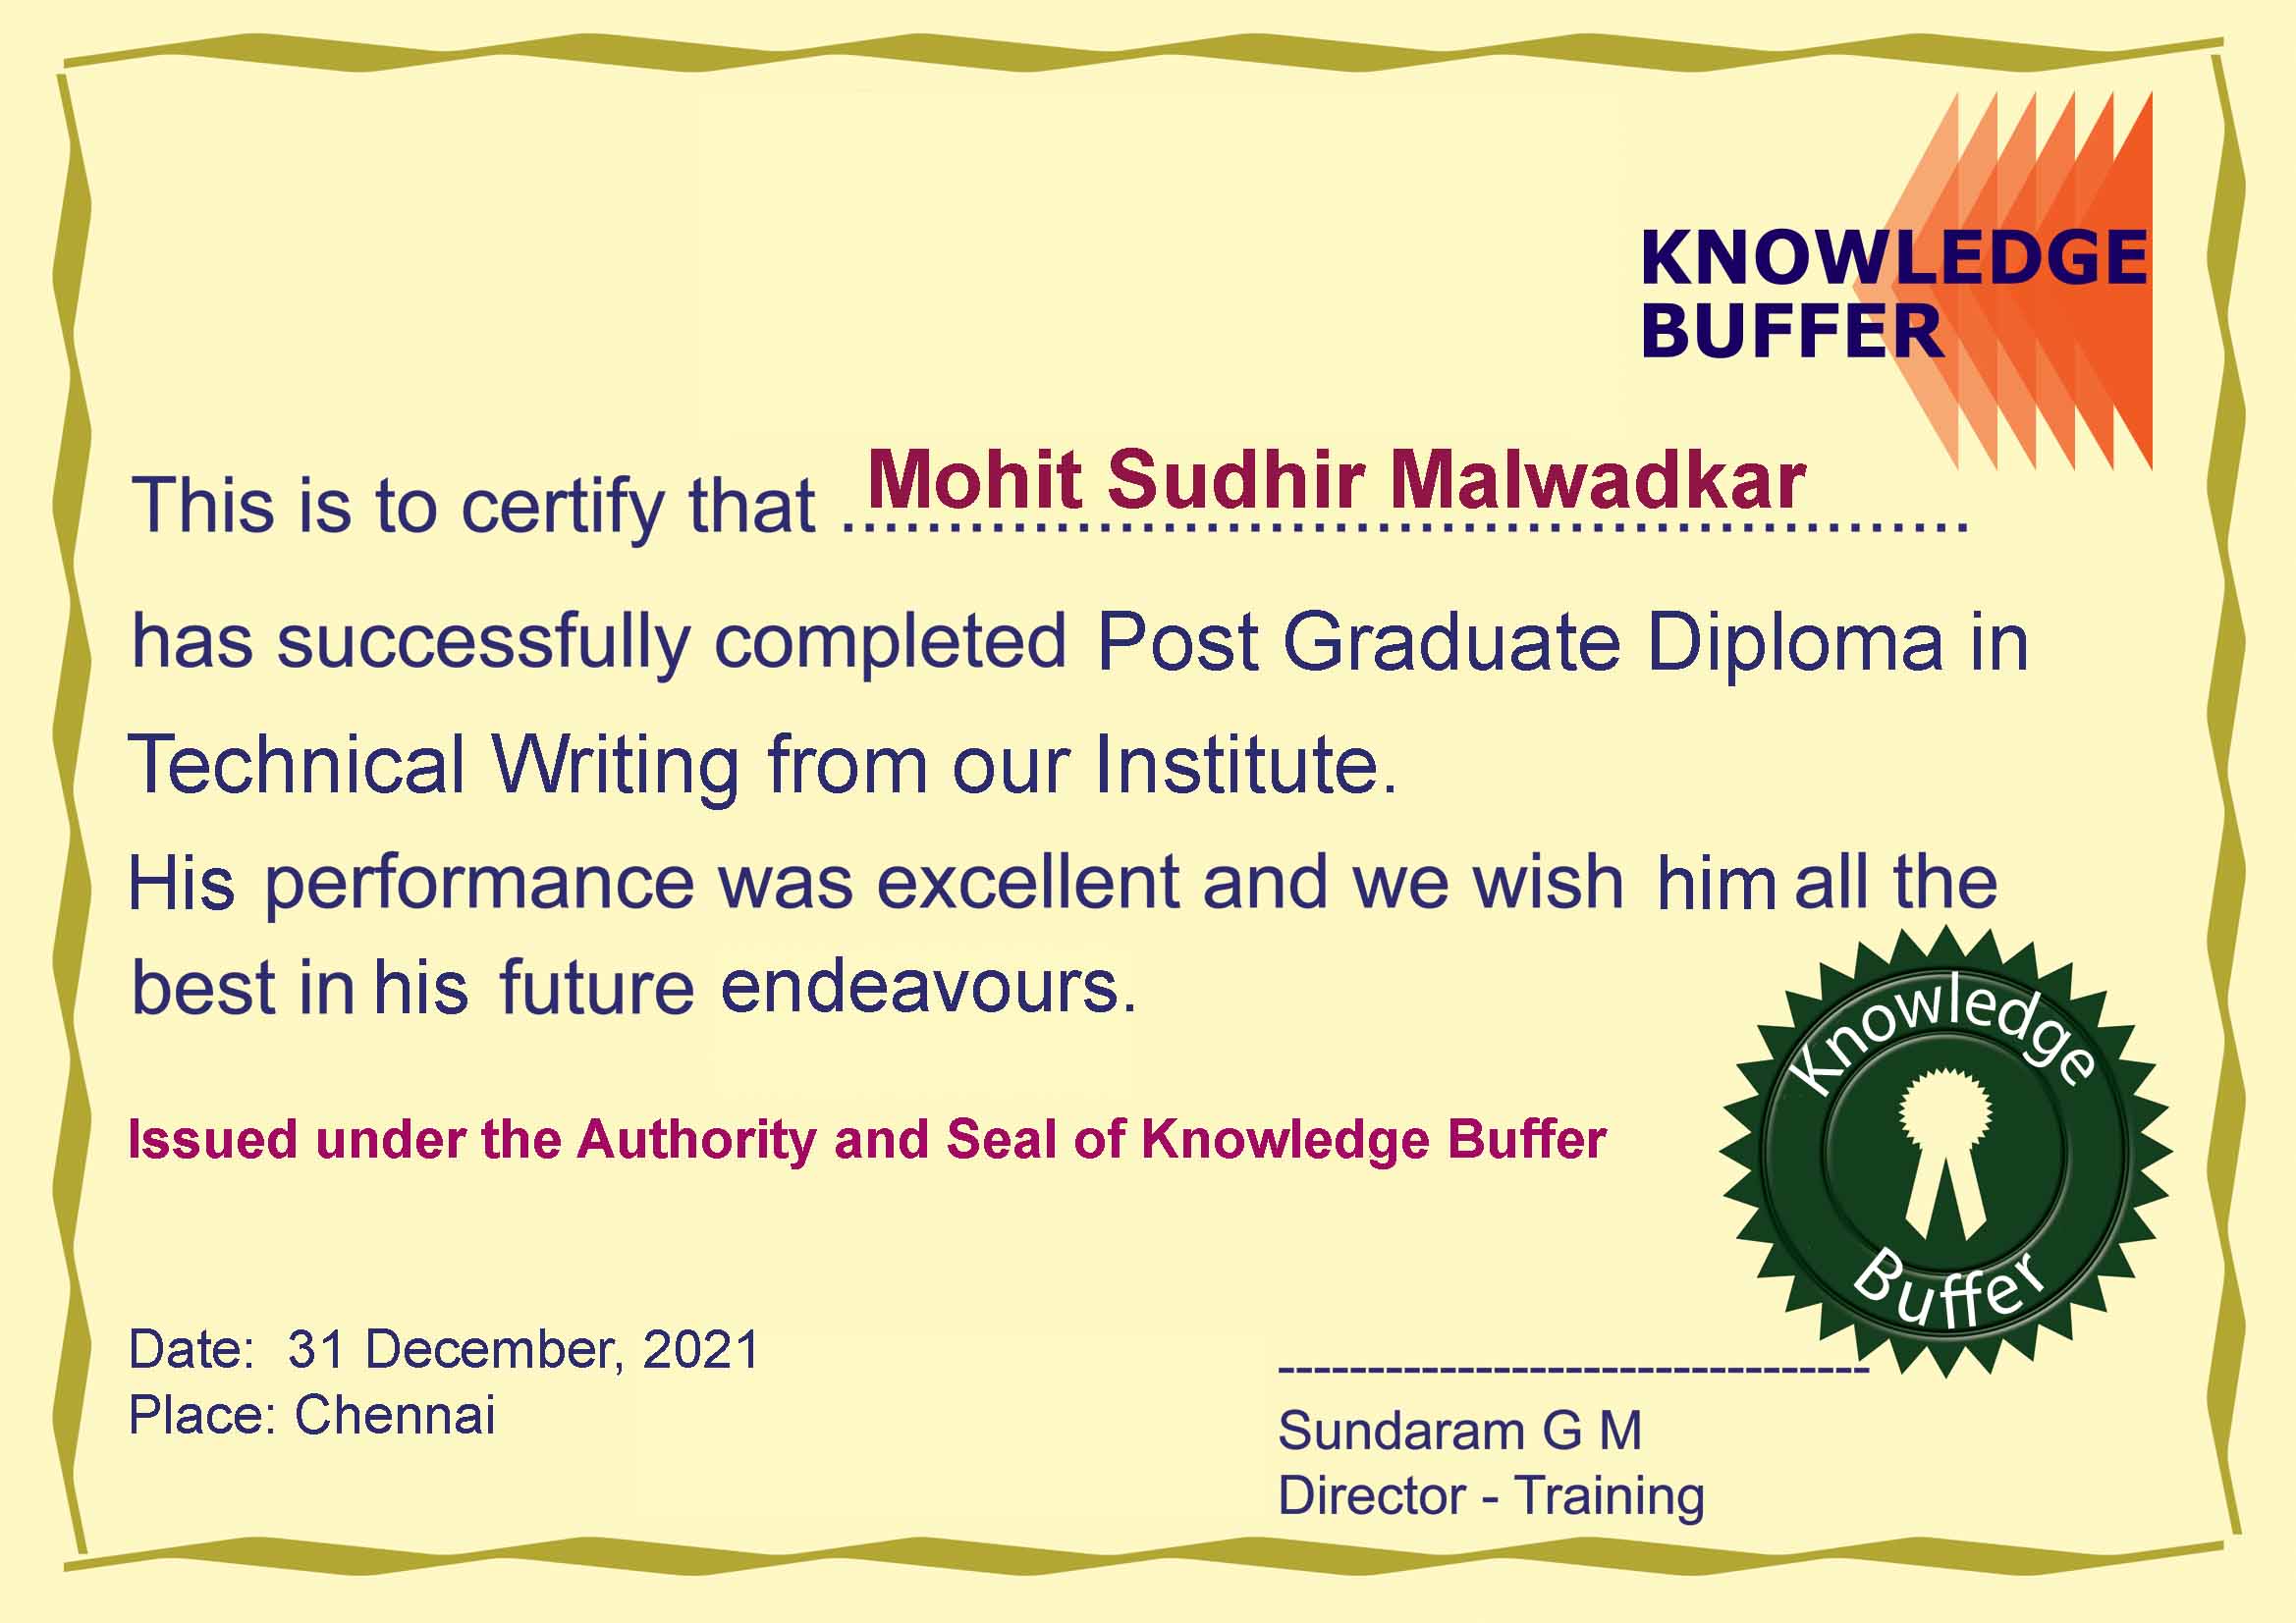 KNOWLEDGE
BUFFER
This is to certify that ..................................................... Mohit Sudhir Malwadkar
has successfully completed Post Graduate Diploma in
Technical Writing from our Institute.
His performance was excellent and we wish him all the
best in his future endeavours.
Knowledge
Buffer
Issued under the Authority and Seal of Knowledge Buffer
Date: 31 December, 2021
Place: Chennai
---------------------------------
Sundaram G M
Director - Training